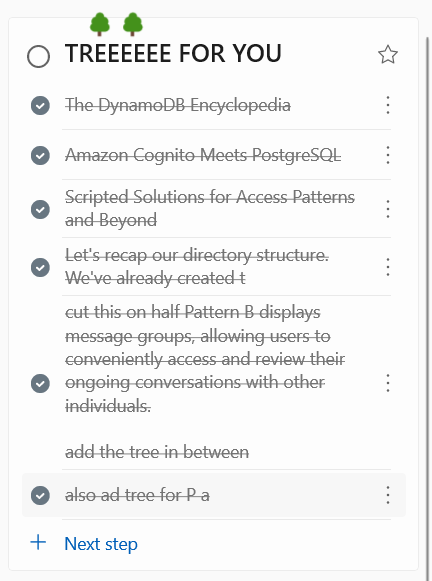 🌳 🌳
TREEEEEE FOR YOU
The DynamoDB Encyclopedia
Amazon Cognito Meets PostgreSQL
Scripted Solutions for Access Patterns
and Beyond
Let's recap our directory structure.
We've already created t
cut this on half Pattern B displays
message groups, allowing users to
conveniently access and review their
ongoing conversations with other
individuals.
add the tree in between
also ad tree for P a
Next step